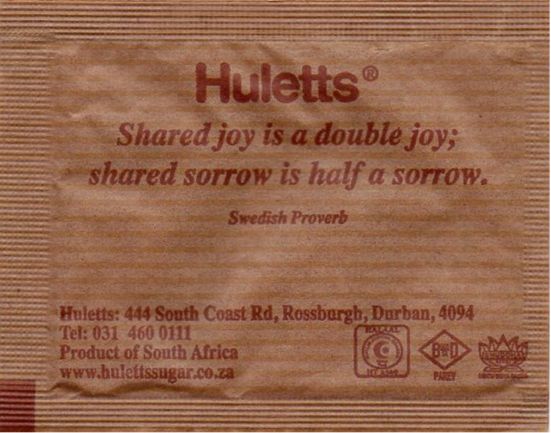 Huletts®
Shared joy is a double joy;
shared sorrow is half a sorrow.
Swedish Proverb
Huletts: 444 South Coast Rd, Rossburgh, Durban, 4094
Tel: 031 460 0111
Product of South Africa
www.hulettssugar.co.za
HALAAL
PAREV